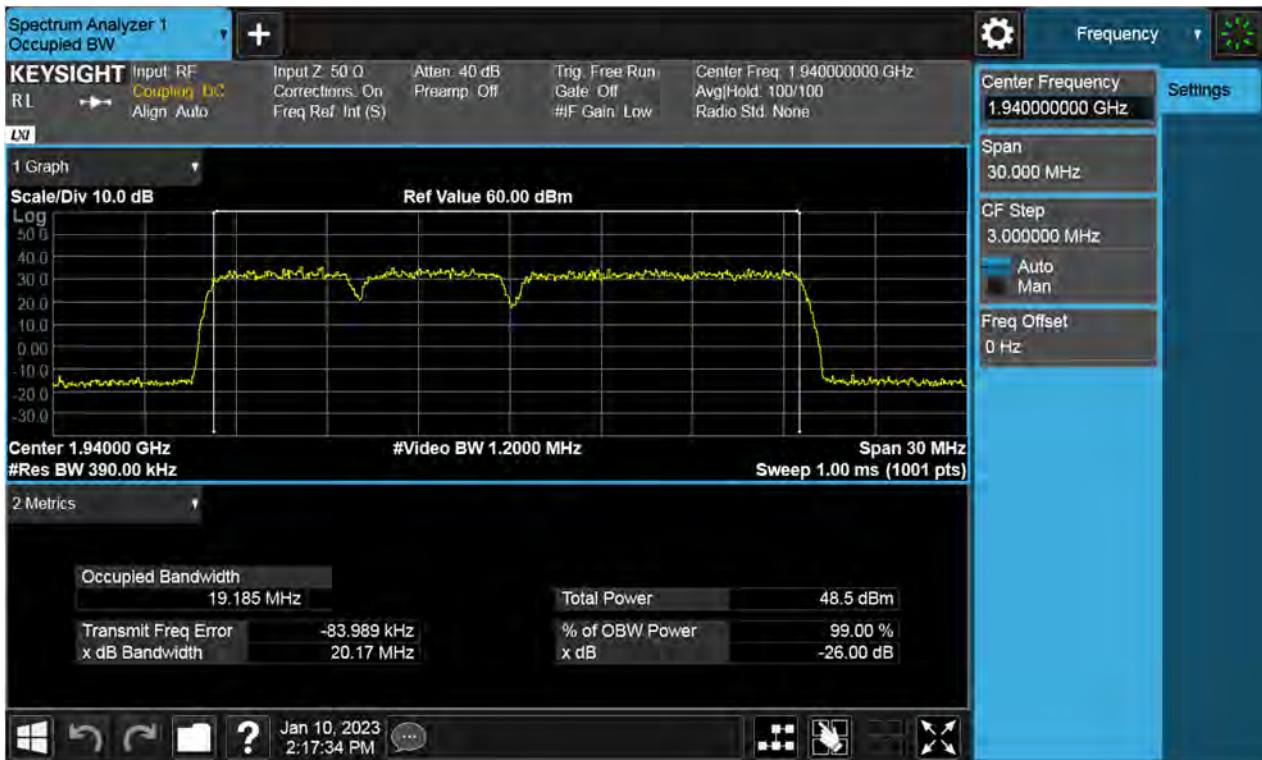 Spectrum Analyzer 1
Occupied BW
+
Frequency
KEYSIGHT
RL
LXI
Input: RF
Coupling: DC
Align: Auto
Input Z: 50 Ω
Corrections: On
Freq Ref: Int (S)
Atten: 40 dB
Preamp: Off
Trig: Free Run
Gate: Off
#IF Gain: Low
Center Freq: 1.940000000 GHz
Avg|Hold: 100/100
Radio Std: None
Center Frequency
1.940000000 GHz
Settings
Span
30.000 MHz
CF Step
3.000000 MHz
Auto
Man
Freq Offset
0 Hz
1 Graph
Scale/Div 10.0 dB
Ref Value 60.00 dBm
Log
50.0
40.0
30.0
20.0
10.0
0.00
-10.0
-20.0
-30.0
Center 1.94000 GHz
#Video BW 1.2000 MHz
Span 30 MHz
#Res BW 390.00 kHz
Sweep 1.00 ms (1001 pts)
2 Metrics
Occupied Bandwidth
19.185 MHz
Total Power 48.5 dBm
Transmit Freq Error -83.989 kHz
% of OBW Power 99.00 %
x dB Bandwidth 20.17 MHz
x dB -26.00 dB
?
Jan 10, 2023
2:17:34 PM